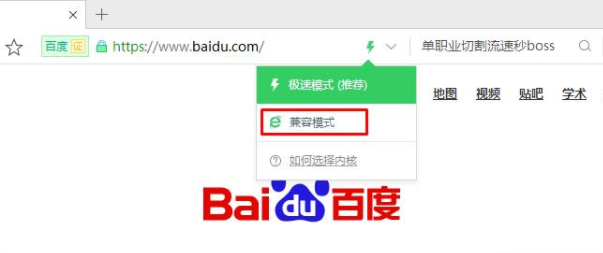 百度 证 https://www.baidu.com/ 单职业切割流速秒boss
极速模式 (推荐)
地图 视频 贴吧 学术
兼容模式
如何选择内核
Bai du 百度